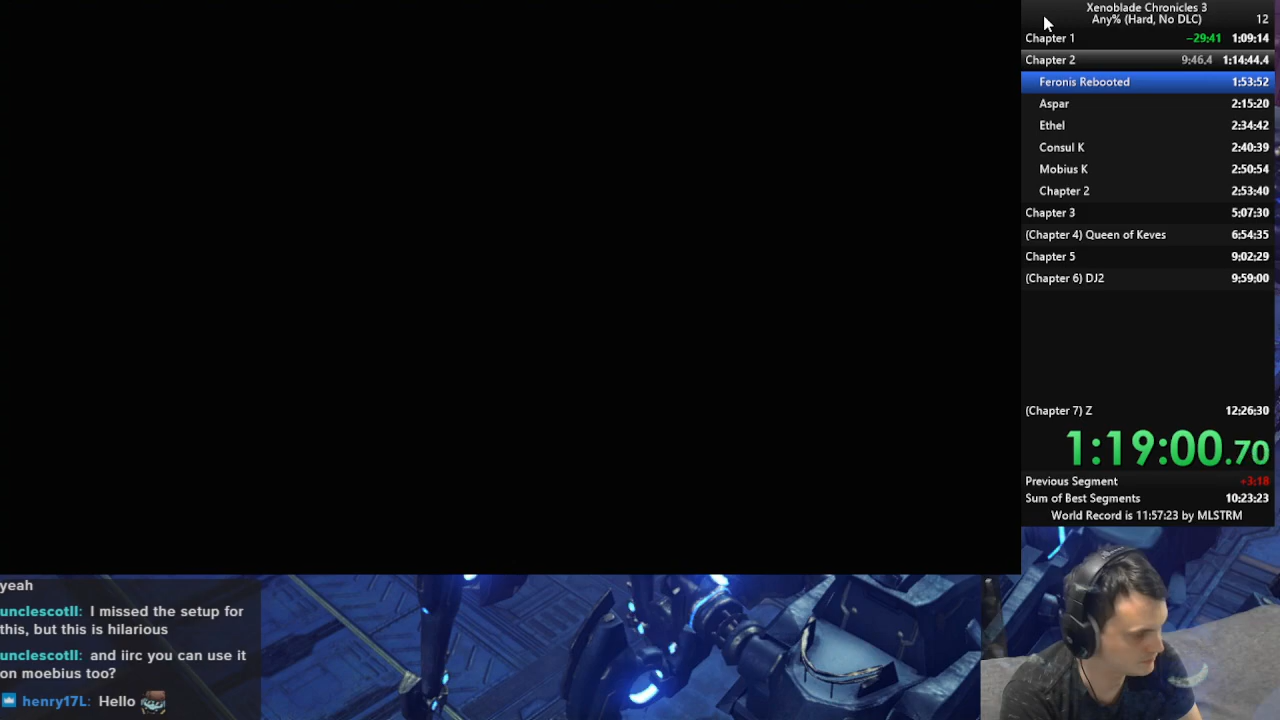 Xenoblade Chronicles 3
Any% (Hard, No DLC) 12
Chapter 1 −29:41 1:09:14
Chapter 2 9:46.4 1:14:44.4
Feronis Rebooted 1:53:52
Aspar 2:15:20
Ethel 2:34:42
Consul K 2:40:39
Mobius K 2:50:54
Chapter 2 2:53:40
Chapter 3 5:07:30
(Chapter 4) Queen of Keves 6:54:35
Chapter 5 9:02:29
(Chapter 6) DJ2 9:59:00
(Chapter 7) Z 12:26:30
1:19:00.70
Previous Segment +3:18
Sum of Best Segments 10:23:23
World Record is 11:57:23 by MLSTRM
yeah
unclescotII: I missed the setup for
this, but this is hilarious
unclescotII: and iirc you can use it
on moebius too?
henry17L: Hello